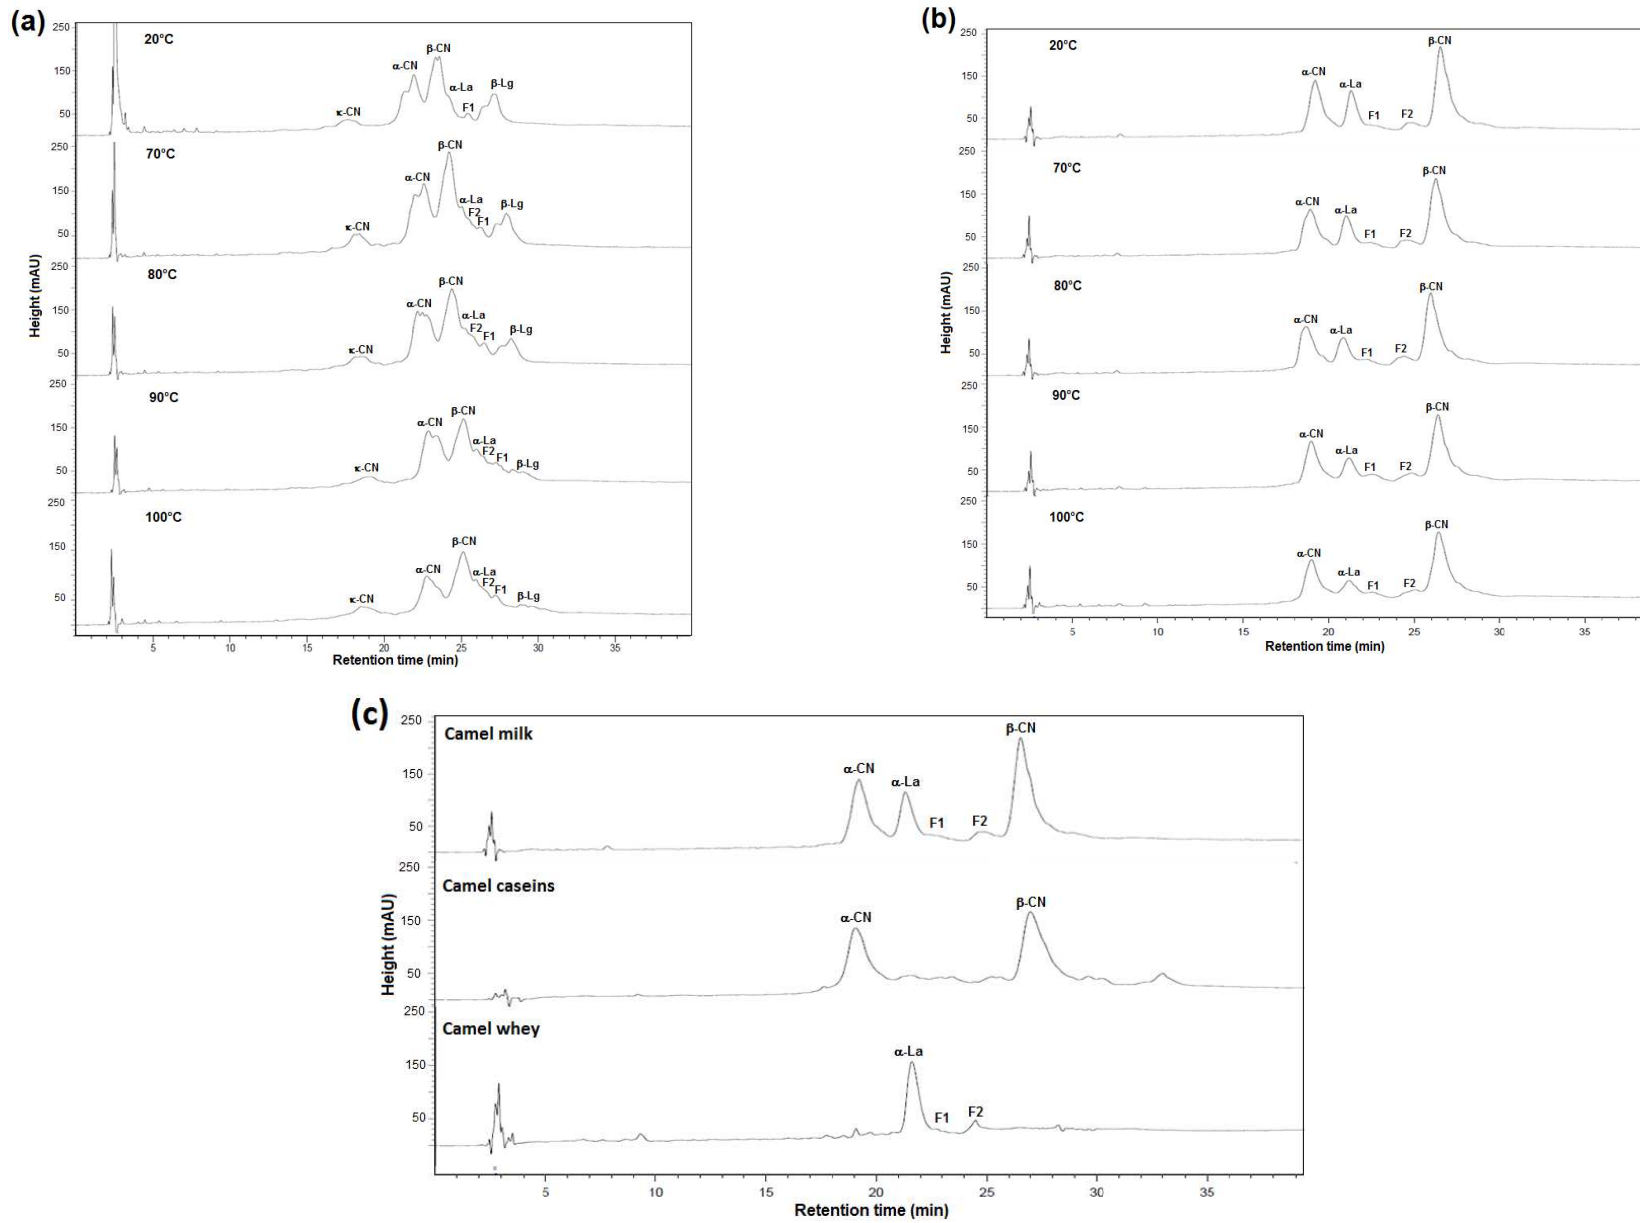 (a)
250
20°C
β-CN
α-CN
150
α-La
β-Lg
F1
50
κ-CN
250
70°C
β-CN
α-CN
150
α-La
F2
β-Lg
F1
κ-CN
50
250
80°C
β-CN
α-CN
150
α-La
F2
β-Lg
F1
κ-CN
50
250
90°C
β-CN
α-CN
150
α-La
F2
F1
β-Lg
κ-CN
50
250
100°C
β-CN
150
α-CN
α-La
F2
F1
β-Lg
κ-CN
50
Height (mAU)
5 10 15 20 25 30 35
Retention time (min)
(b)
250
20°C
β-CN
α-CN
150
α-La
F1
F2
50
250
70°C
β-CN
150
α-CN
α-La
F1
F2
50
250
80°C
β-CN
150
α-CN
α-La
F1
F2
50
250
90°C
β-CN
150
α-CN
α-La
F1
F2
50
250
100°C
β-CN
150
α-CN
α-La
F1
F2
50
Height (mAU)
5 10 15 20 25 30 35
Retention time (min)
(c)
250
Camel milk
β-CN
α-CN
150
α-La
F1
F2
50
250
Camel caseins
β-CN
α-CN
150
50
250
Camel whey
α-La
150
F1
F2
50
Height (mAU)
5 10 15 20 25 30 35
Retention time (min)